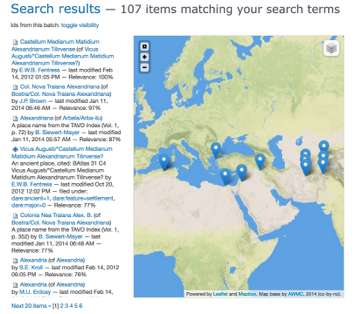 Search results — 107 items matching your search terms
Ids from this batch: toggle visibility
Castellum Medianum Matidium
Alexandrianum Tilirvense (of Vicus
Augusti/*Castellum Medianum
Matidium Alexandrianum
Tilirvense?)
by E.W.B. Fentress — last modified Feb
14, 2012 01:05 PM — Relevance: 100%
Col. Nova Traiana Alexandriana (of
Bostra/Col. Nova Traiana Alexandriana)
by J.P. Brown — last modified Jan 11,
2014 06:46 AM — Relevance: 97%
Alexandriana (of Arbela/Arba-ilu)
A place name from the TAVO Index (Vol. 1,
p. 72) by B. Siewert-Mayer — last modified
Jan 11, 2014 05:57 AM — Relevance: 87%
Vicus Augusti/*Castellum Medianum
Matidium Alexandrianum Tilirvense?
An ancient place, cited: BAtlas 31 C4
Vicus Augusti/*Castellum Medianum
Matidium Alexandrianum Tilirvense? by
E.W.B. Fentress — last modified Oct 20,
2012 12:02 PM — filed under:
dare:ancient=1, dare:feature=settlement,
dare:major=0 — Relevance: 77%
Colonia Nea Traian Alex. B. (of
Bostra/Col. Nova Traiana Alexandriana)
A place name from the TAVO Index (Vol. 1,
p. 352) by B. Siewert-Mayer — last
modified Jan 11, 2014 06:48 AM —
Relevance: 77%
Alexandria (of Alexandria)
by S.E. Kroll — last modified Feb 14, 2012
06:05 PM — Relevance: 76%
Alexandria (of Alexandria)
by M.U. Erdosy — last modified Feb 14,
Next 20 items » [1] 2 3 4 5 6
Powered by Leaflet and Mapbox. Map base by AWMC, 2014 (cc-by-nc).